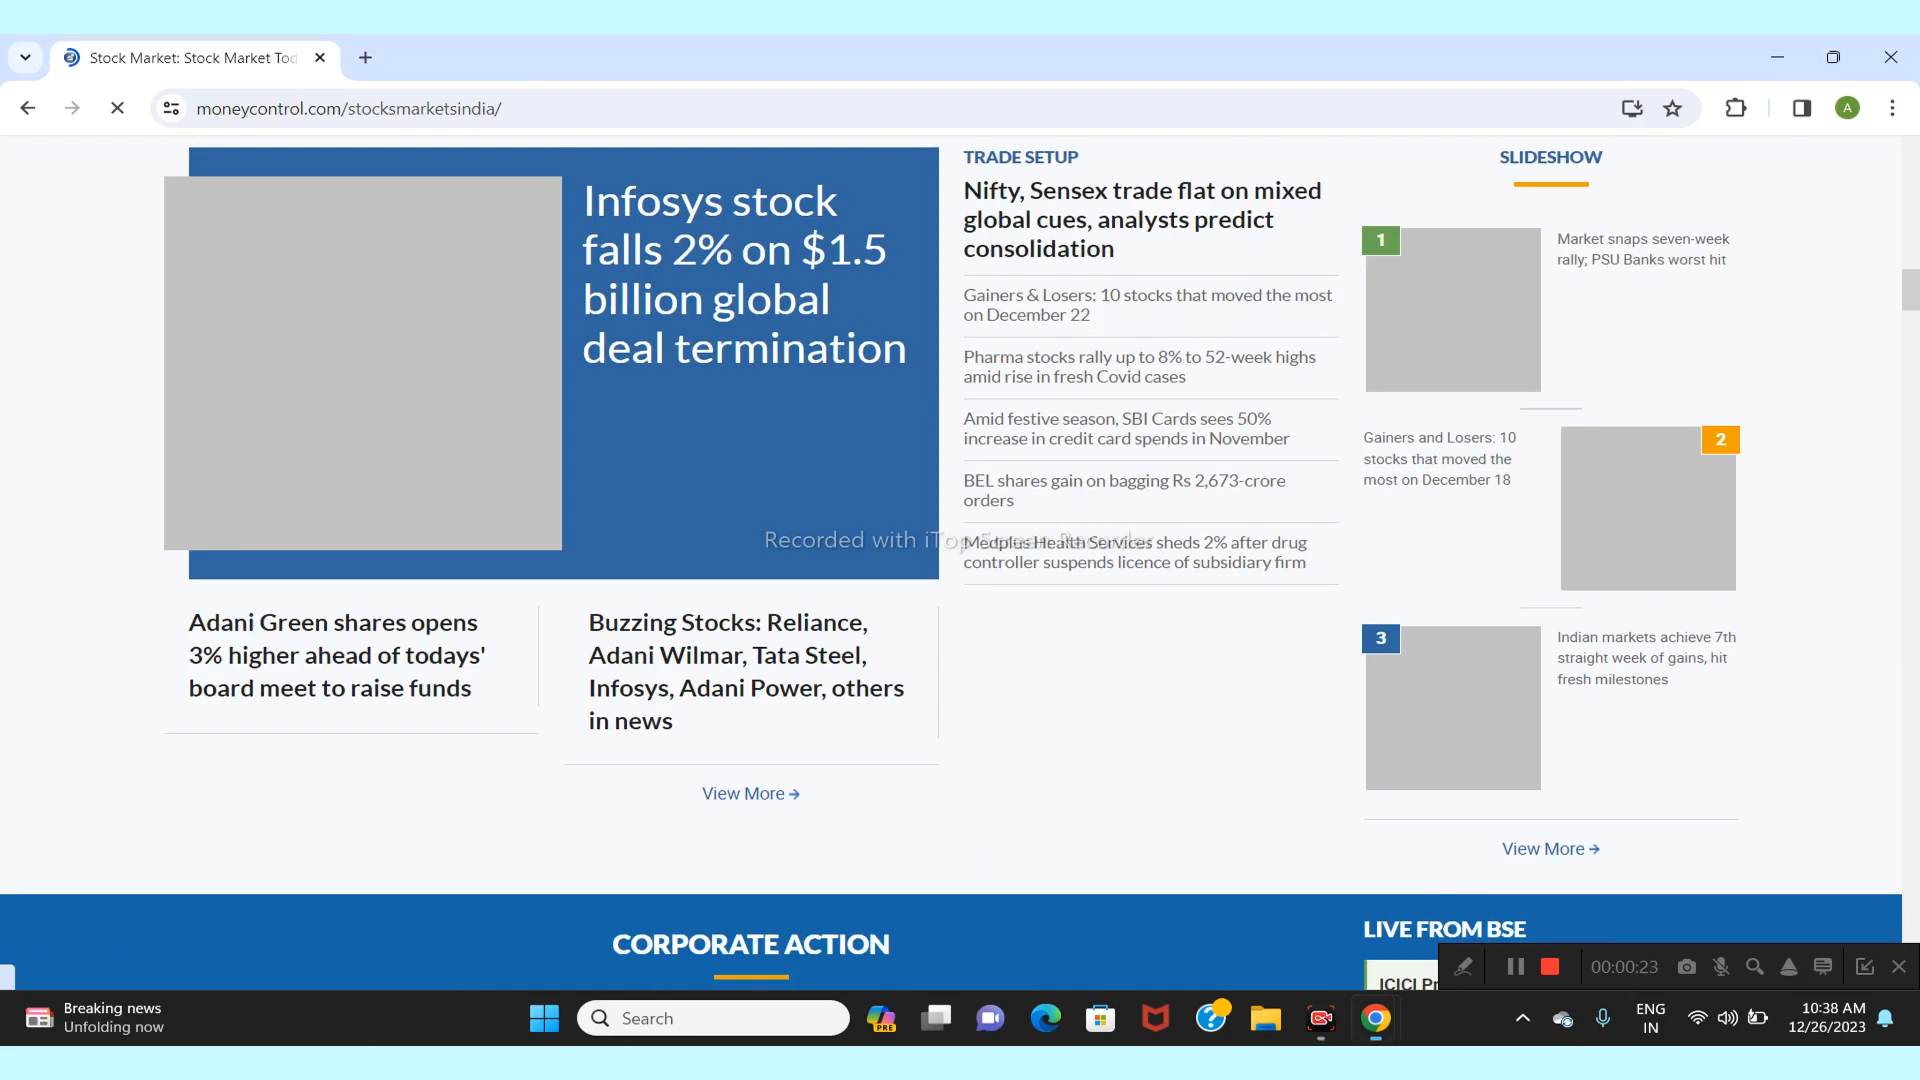 Stock Market: Stock Market Tod
moneycontrol.com/stocksmarketsindia/
A
Infosys stock
falls 2% on $1.5
billion global
deal termination
Adani Green shares opens
3% higher ahead of todays'
board meet to raise funds
Buzzing Stocks: Reliance,
Adani Wilmar, Tata Steel,
Infosys, Adani Power, others
in news
View More
TRADE SETUP
Nifty, Sensex trade flat on mixed
global cues, analysts predict
consolidation
Gainers & Losers: 10 stocks that moved the most
on December 22
Pharma stocks rally up to 8% to 52-week highs
amid rise in fresh Covid cases
Amid festive season, SBI Cards sees 50%
increase in credit card spends in November
BEL shares gain on bagging Rs 2,673-crore
orders
Medplus Health Services sheds 2% after drug
controller suspends licence of subsidiary firm
Recorded with iTop Screen Recorder
SLIDESHOW
1
Market snaps seven-week
rally; PSU Banks worst hit
2
Gainers and Losers: 10
stocks that moved the
most on December 18
3
Indian markets achieve 7th
straight week of gains, hit
fresh milestones
View More
CORPORATE ACTION
LIVE FROM BSE
ICICI Pr
00:00:23
Breaking news
Unfolding now
Search
PRE
ENG
IN
10:38 AM
12/26/2023